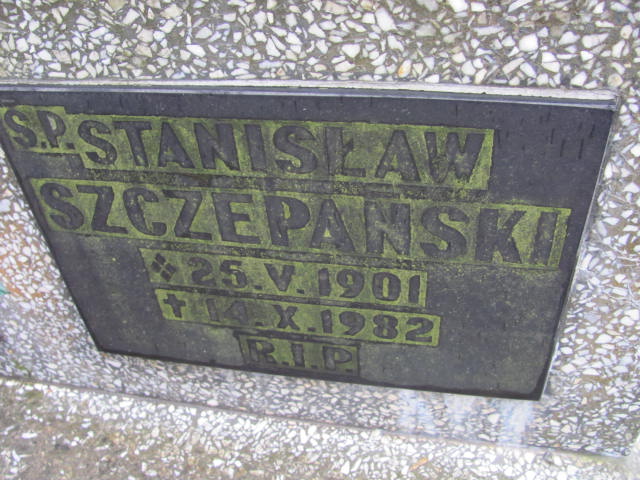 S.P. STANISŁAW
SZCZEPAŃSKI
25.V.1901
✝ 14.X.1982
R.I.P.